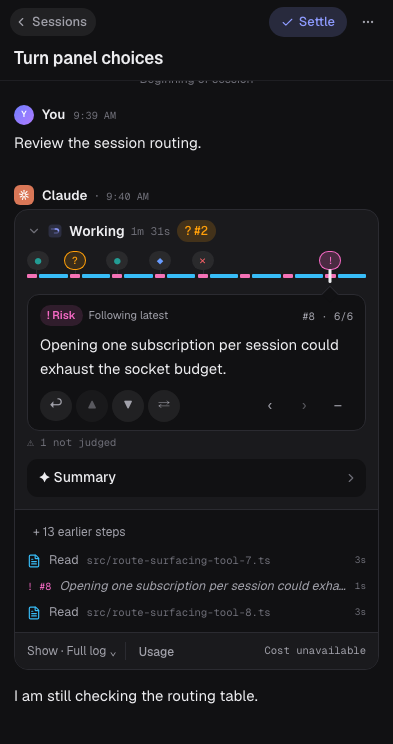 Sessions
Settle
Turn panel choices
Beginning of session
Y You 9:39 AM
Review the session routing.
Claude · 9:40 AM
Working 1m 31s ? #2
?
!
! Risk Following latest #8 · 6/6
Opening one subscription per session could
exhaust the socket budget.
⚠ 1 not judged
Summary
+ 13 earlier steps
Read src/route-surfacing-tool-7.ts 3s
! #8 Opening one subscription per session could exha… 1s
Read src/route-surfacing-tool-8.ts 3s
Show · Full log Usage Cost unavailable
I am still checking the routing table.